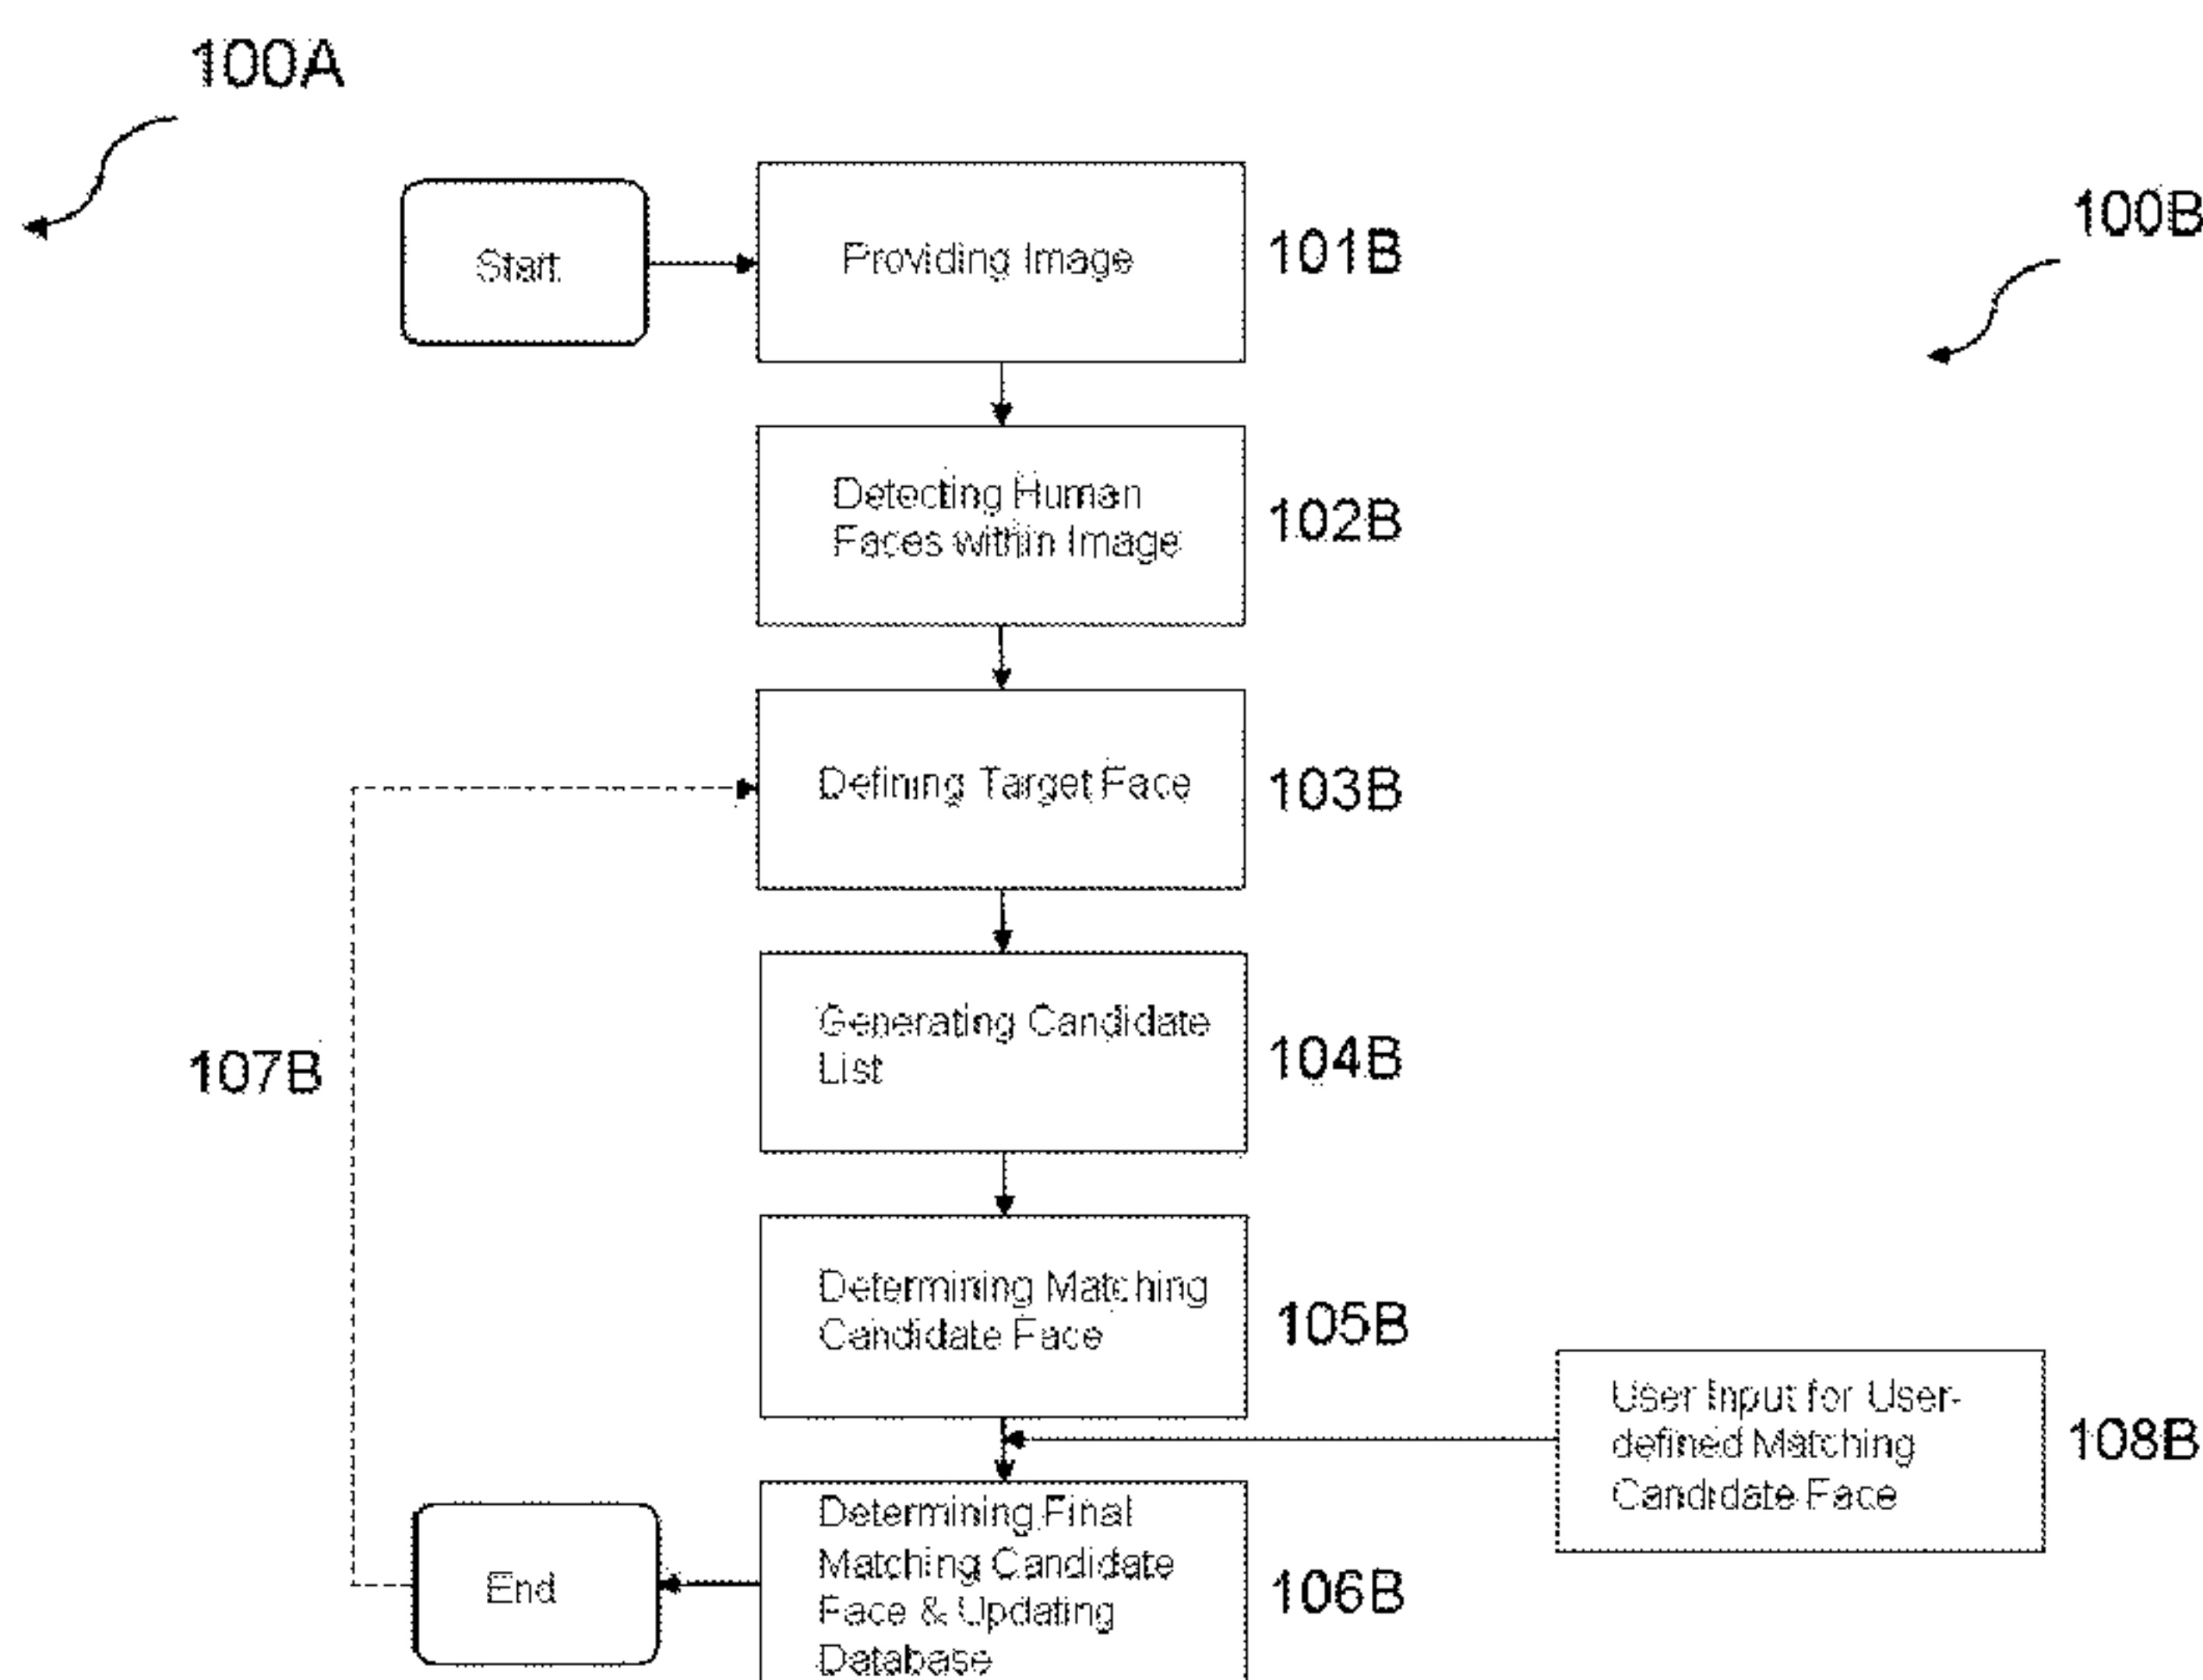 100A
100B
Start
Providing Image
101B
Detecting Human
Faces within Image
102B
Defining Target Face
103B
Generating Candidate
List
104B
107B
Determining Matching
Candidate Face
105B
User Input for User-
defined Matching
Candidate Face
108B
Determining Final
Matching Candidate
Face & Updating
Database
106B
End